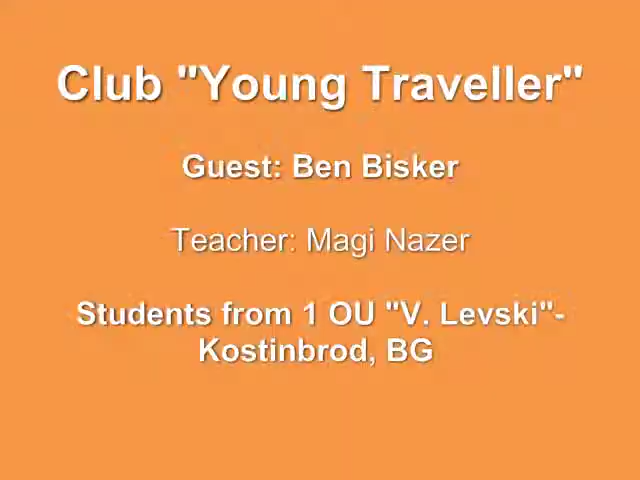 Club "Young Traveller"
Guest: Ben Bisker
Teacher: Magi Nazer
Students from 1 OU "V. Levski"-
Kostinbrod, BG